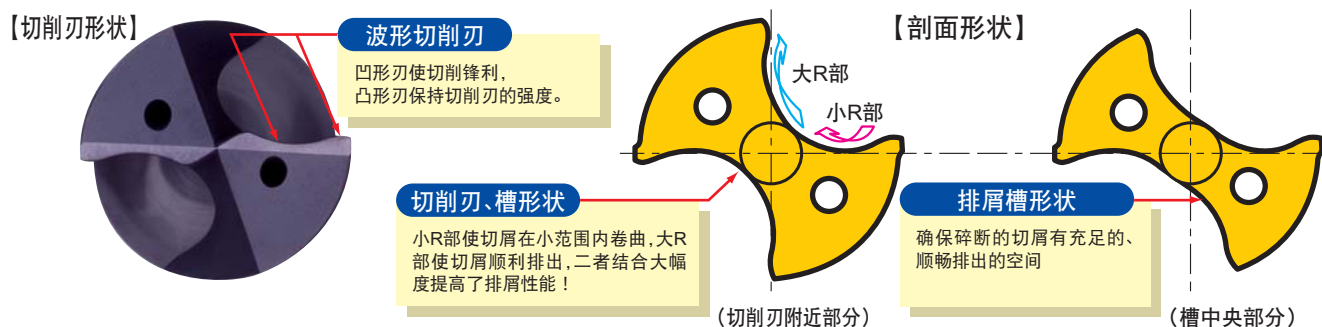 【切削刃形状】
波形切削刃
凹形刃使切削锋利，
凸形刃保持切削刃的强度。
【剖面形状】
大R部
小R部
切削刃、槽形状
小R部使切屑在小范围内卷曲，大R
部使切屑顺利排出，二者结合大幅
度提高了排屑性能！
（切削刃附近部分）
排屑槽形状
确保碎断的切屑有充足的、
顺畅排出的空间
（槽中央部分）